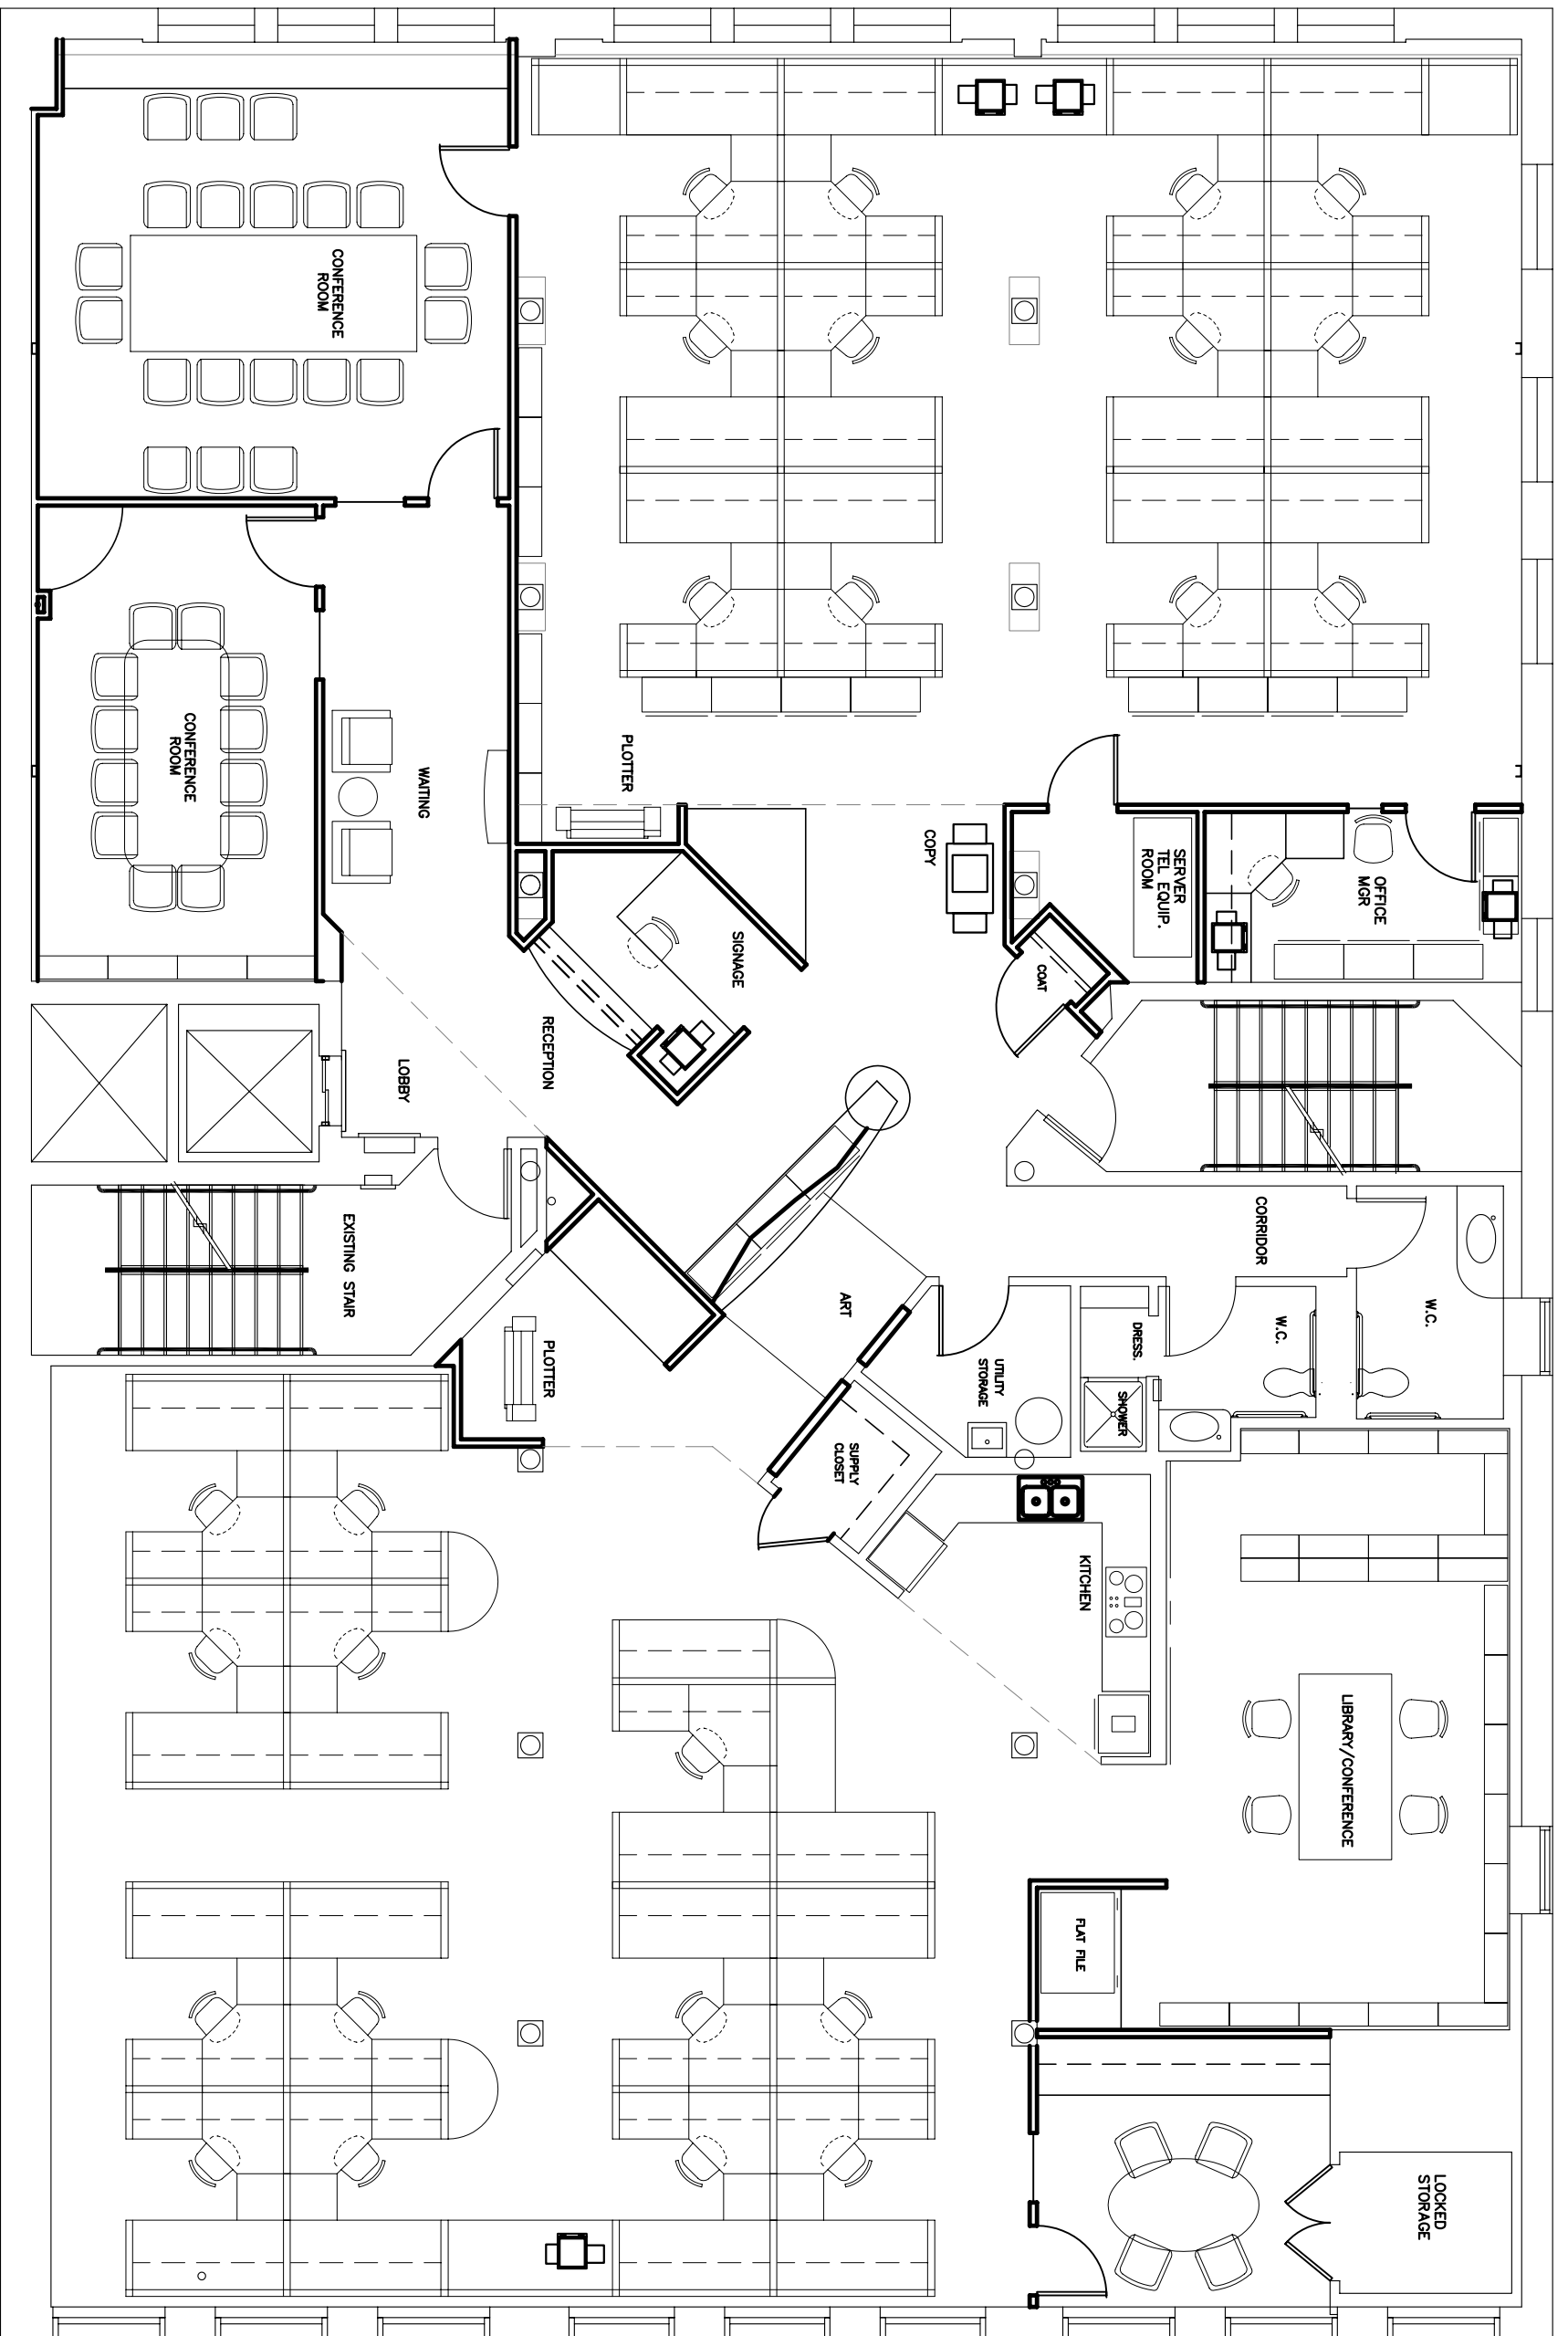 CONFERENCE
ROOM
CONFERENCE
ROOM
WAITING
PLOTTER
COPY
SERVER
TEL EQUIP.
ROOM
OFFICE
MGR
SIGNAGE
COAT
RECEPTION
LOBBY
EXISTING STAIR
CORRIDOR
W.C.
W.C.
ART
DRESS.
SHOWER
UTILITY
STORAGE
PLOTTER
SUPPLY
CLOSET
KITCHEN
LIBRARY/CONFERENCE
FLAT FILE
LOCKED
STORAGE